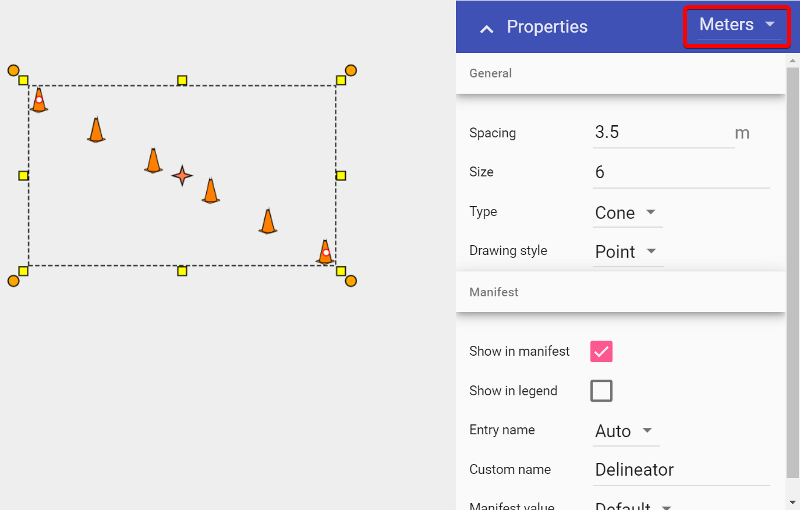 Properties Meters
General
Spacing 3.5 m
Size 6
Type Cone
Drawing style Point
Manifest
Show in manifest
Show in legend
Entry name Auto
Custom name Delineator
Manifest value Default